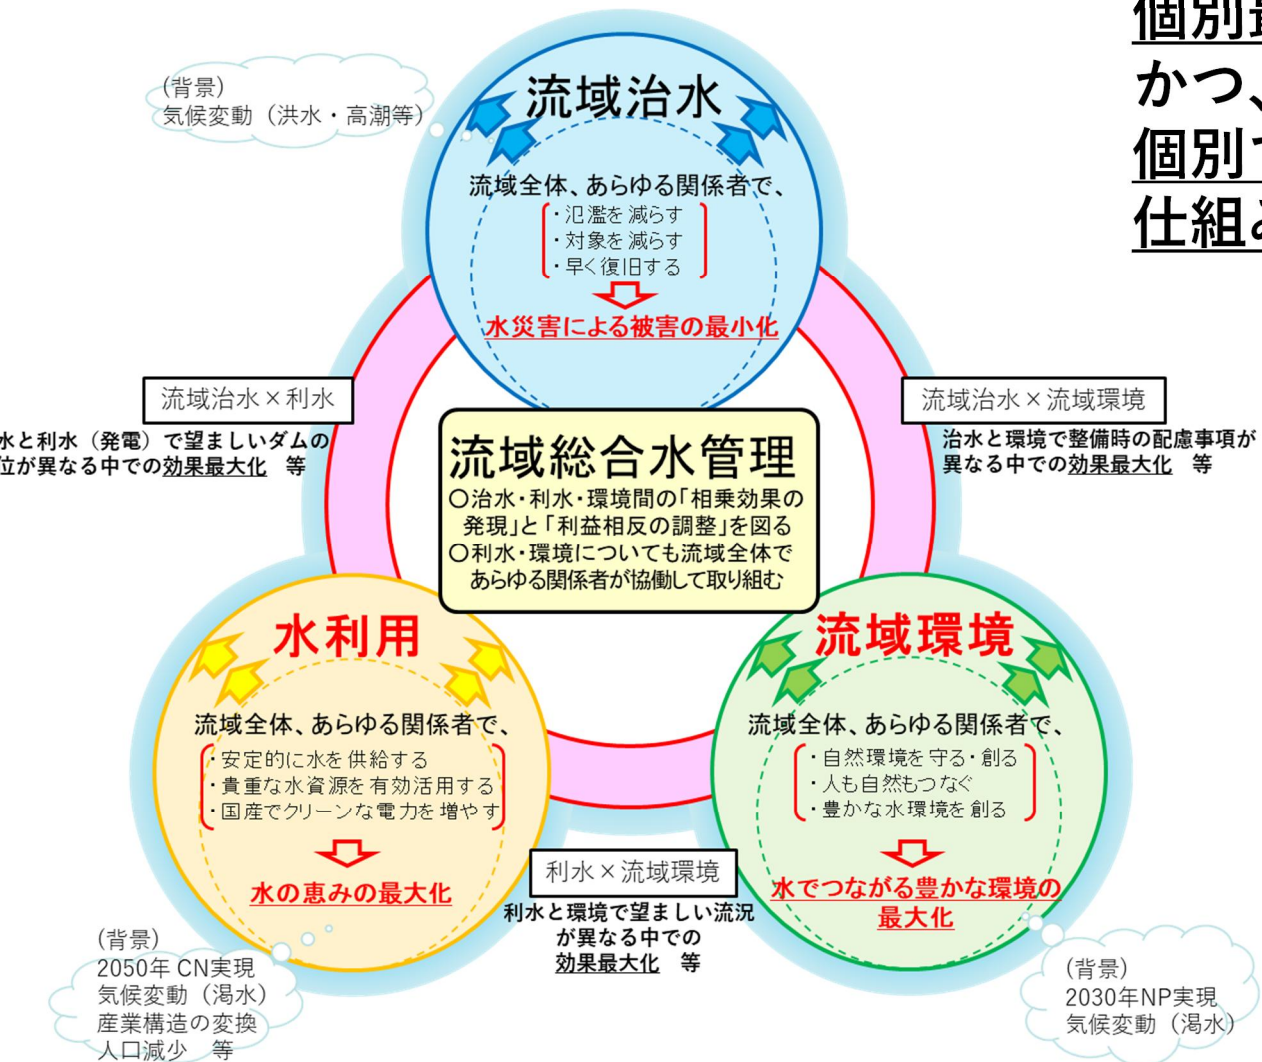 個別
かつ、
個別
仕組み
(背景)
気候変動（洪水・高潮等）
流域治水
流域全体、あらゆる関係者で、
・氾濫を減らす
・対象を減らす
・早く復旧する
水災害による被害の最小化
流域治水×利水
水と利水（発電）で望ましいダムの
位が異なる中での効果最大化　等
流域治水×流域環境
治水と環境で整備時の配慮事項が
異なる中での効果最大化　等
流域総合水管理
〇治水・利水・環境間の「相乗効果の
発現」と「利益相反の調整」を図る
〇利水・環境についても流域全体で
あらゆる関係者が協働して取り組む
水利用
流域全体、あらゆる関係者で、
・安定的に水を供給する
・貴重な水資源を有効活用する
・国産でクリーンな電力を増やす
水の恵みの最大化
流域環境
流域全体、あらゆる関係者で、
・自然環境を守る・創る
・人も自然もつなぐ
・豊かな水環境を創る
水でつながる豊かな環境の
最大化
利水×流域環境
利水と環境で望ましい流況
が異なる中での
効果最大化　等
(背景)
2050年 CN実現
気候変動（渇水）
産業構造の変換
人口減少　等
(背景)
2030年NP実現
気候変動（渇水）